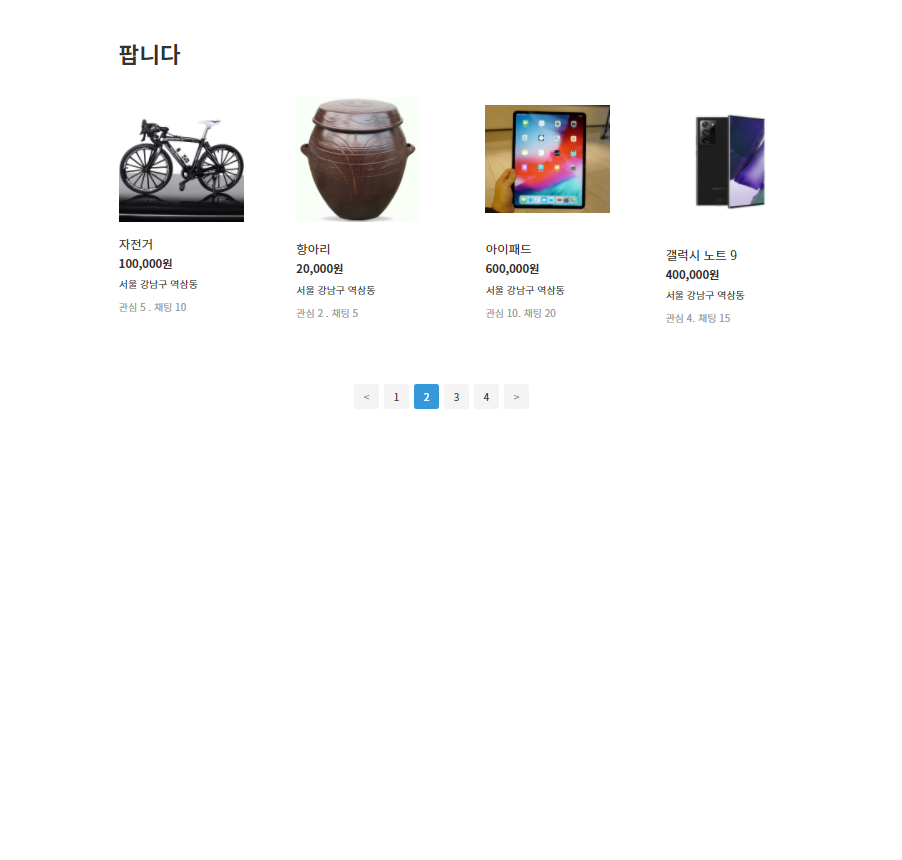 팝니다
자전거
100,000원
서울 강남구 역삼동
관심 5 . 채팅 10
항아리
20,000원
서울 강남구 역삼동
관심 2 . 채팅 5
아이패드
600,000원
서울 강남구 역삼동
관심 10. 채팅 20
갤럭시 노트 9
400,000원
서울 강남구 역삼동
관심 4. 채팅 15
< 1 2 3 4 >